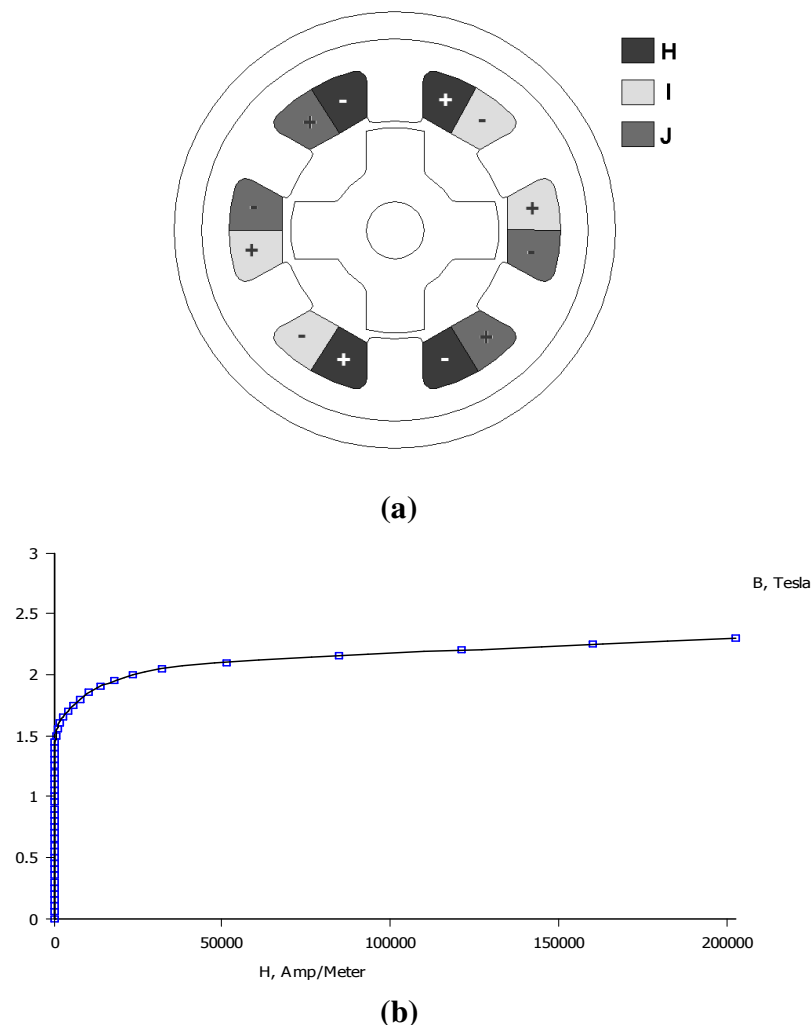 H
- + I
+ -
J
- +
+ -
- +
+ -
(a)
3
B, Tesla
2.5
2
1.5
1
0.5
0
0 50000 100000 150000 200000
H, Amp/Meter
(b)